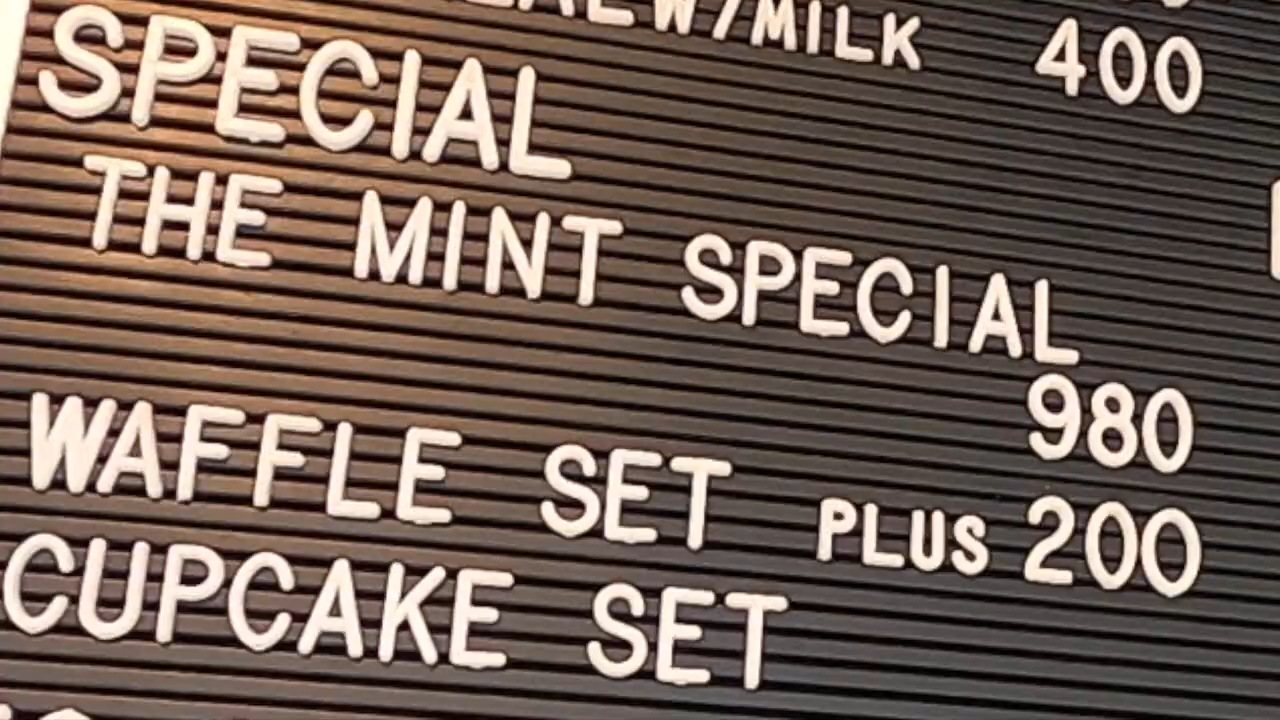 W/MILK 400
SPECIAL
THE MINT SPECIAL
980
WAFFLE SET PLUS 200
CUPCAKE SET